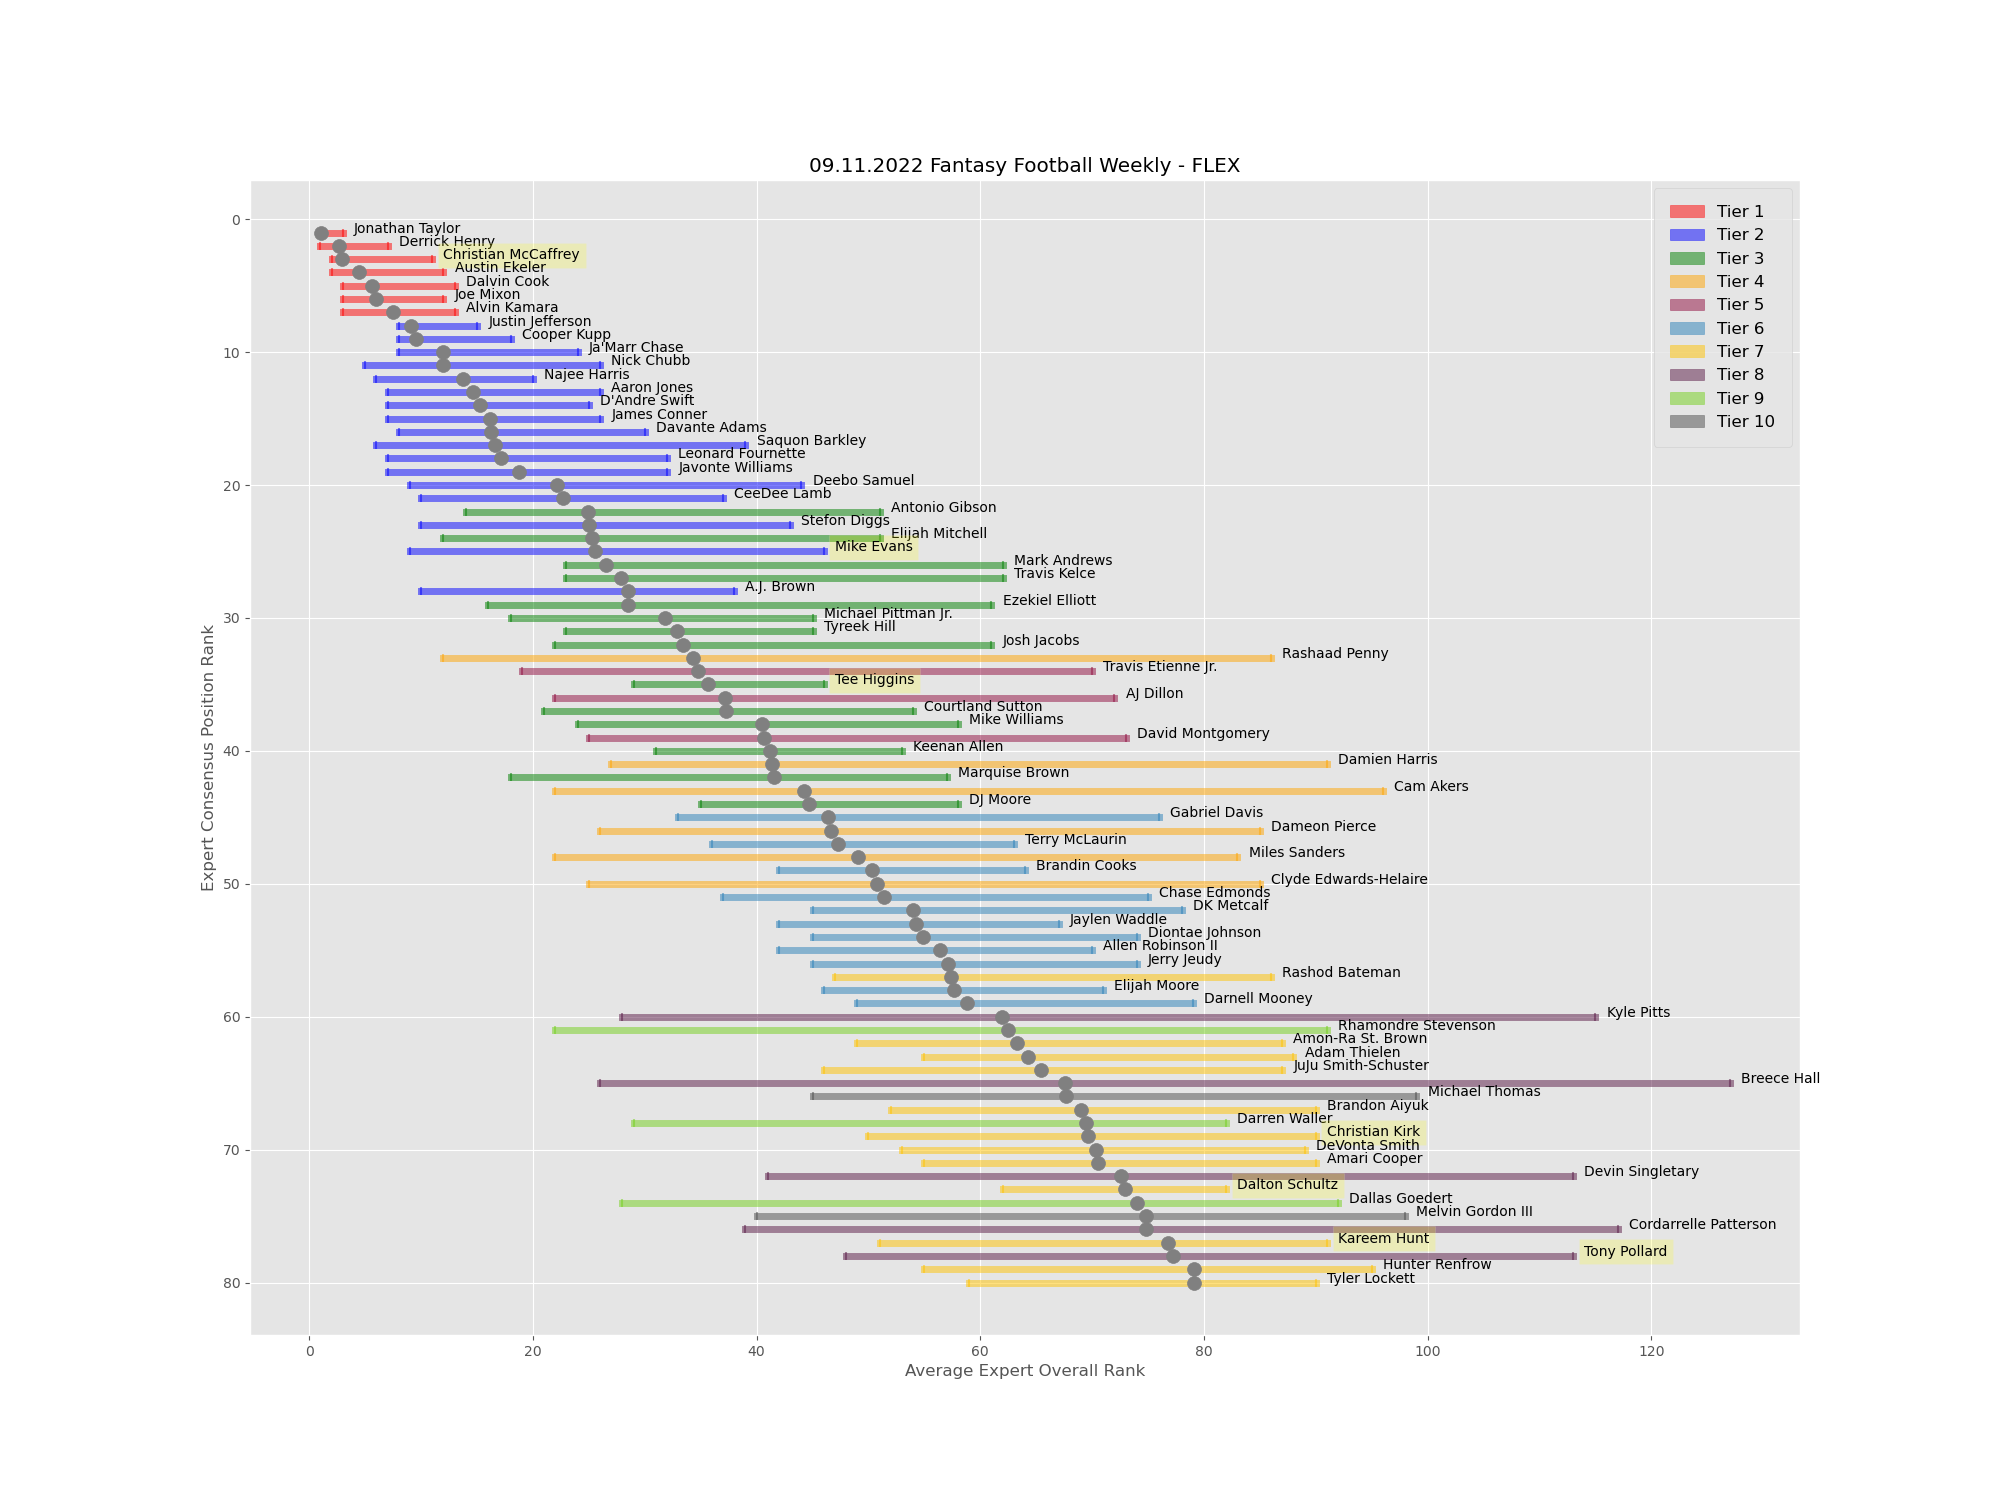 09.11.2022 Fantasy Football Weekly - FLEX
Expert Consensus Position Rank
0
10
20
30
40
50
60
70
80
Jonathan Taylor
Derrick Henry
Christian McCaffrey
Austin Ekeler
Dalvin Cook
Joe Mixon
Alvin Kamara
Justin Jefferson
Cooper Kupp
Ja'Marr Chase
Nick Chubb
Najee Harris
Aaron Jones
D'Andre Swift
James Conner
Davante Adams
Saquon Barkley
Leonard Fournette
Javonte Williams
Deebo Samuel
CeeDee Lamb
Antonio Gibson
Stefon Diggs
Elijah Mitchell
Mike Evans
Mark Andrews
Travis Kelce
A.J. Brown
Ezekiel Elliott
Michael Pittman Jr.
Tyreek Hill
Josh Jacobs
Rashaad Penny
Travis Etienne Jr.
Tee Higgins
AJ Dillon
Courtland Sutton
Mike Williams
David Montgomery
Keenan Allen
Damien Harris
Marquise Brown
Cam Akers
DJ Moore
Gabriel Davis
Dameon Pierce
Terry McLaurin
Miles Sanders
Brandin Cooks
Clyde Edwards-Helaire
Chase Edmonds
DK Metcalf
Jaylen Waddle
Diontae Johnson
Allen Robinson II
Jerry Jeudy
Rashod Bateman
Elijah Moore
Darnell Mooney
Kyle Pitts
Rhamondre Stevenson
Amon-Ra St. Brown
Adam Thielen
JuJu Smith-Schuster
Breece Hall
Michael Thomas
Brandon Aiyuk
Darren Waller
Christian Kirk
DeVonta Smith
Amari Cooper
Devin Singletary
Dalton Schultz
Dallas Goedert
Melvin Gordon III
Cordarrelle Patterson
Kareem Hunt
Tony Pollard
Hunter Renfrow
Tyler Lockett
Tier 1
Tier 2
Tier 3
Tier 4
Tier 5
Tier 6
Tier 7
Tier 8
Tier 9
Tier 10
0
20
40
60
80
100
120
Average Expert Overall Rank